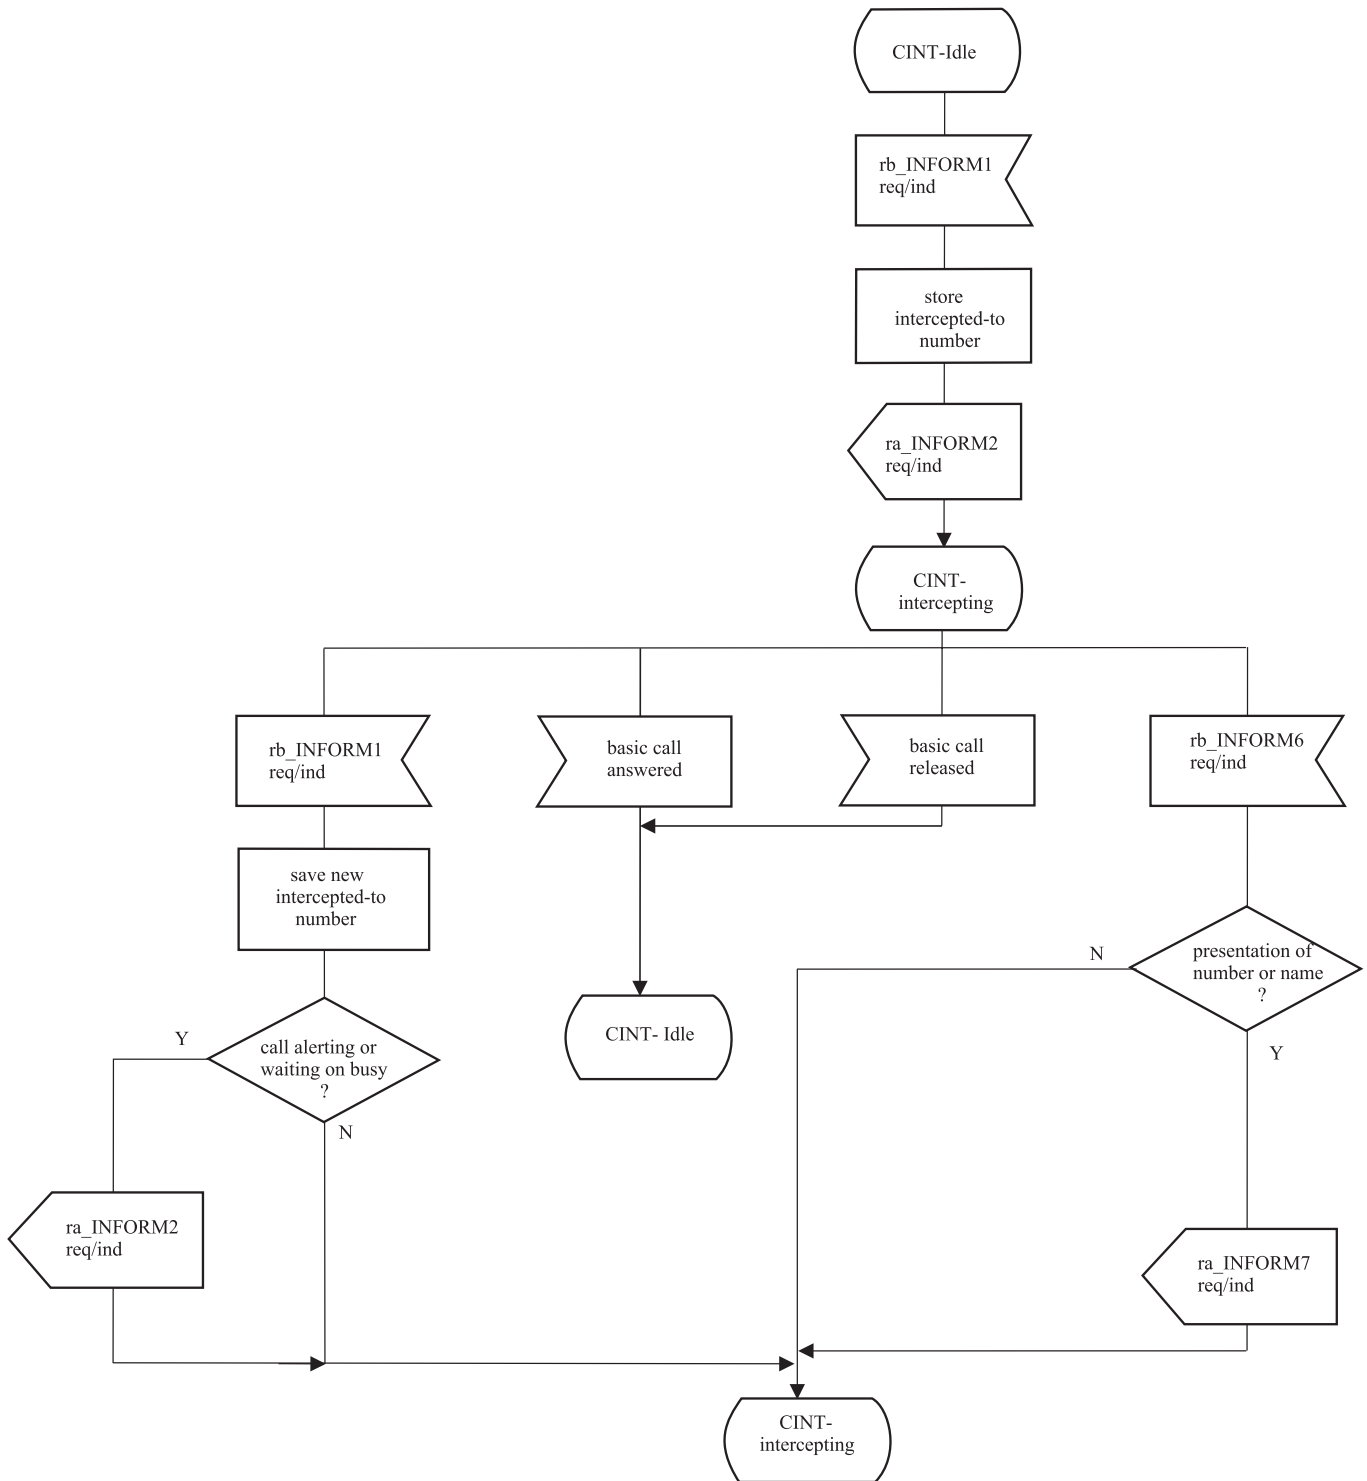 CINT-Idle
rb_INFORM1
req/ind
store
intercepted-to
number
ra_INFORM2
req/ind
CINT-
intercepting
rb_INFORM1
req/ind
basic call
answered
basic call
released
rb_INFORM6
req/ind
save new
intercepted-to
number
N
presentation of
number or name
?
Y
CINT- Idle
Y
call alerting or
waiting on busy
?
N
ra_INFORM2
req/ind
ra_INFORM7
req/ind
CINT-
intercepting